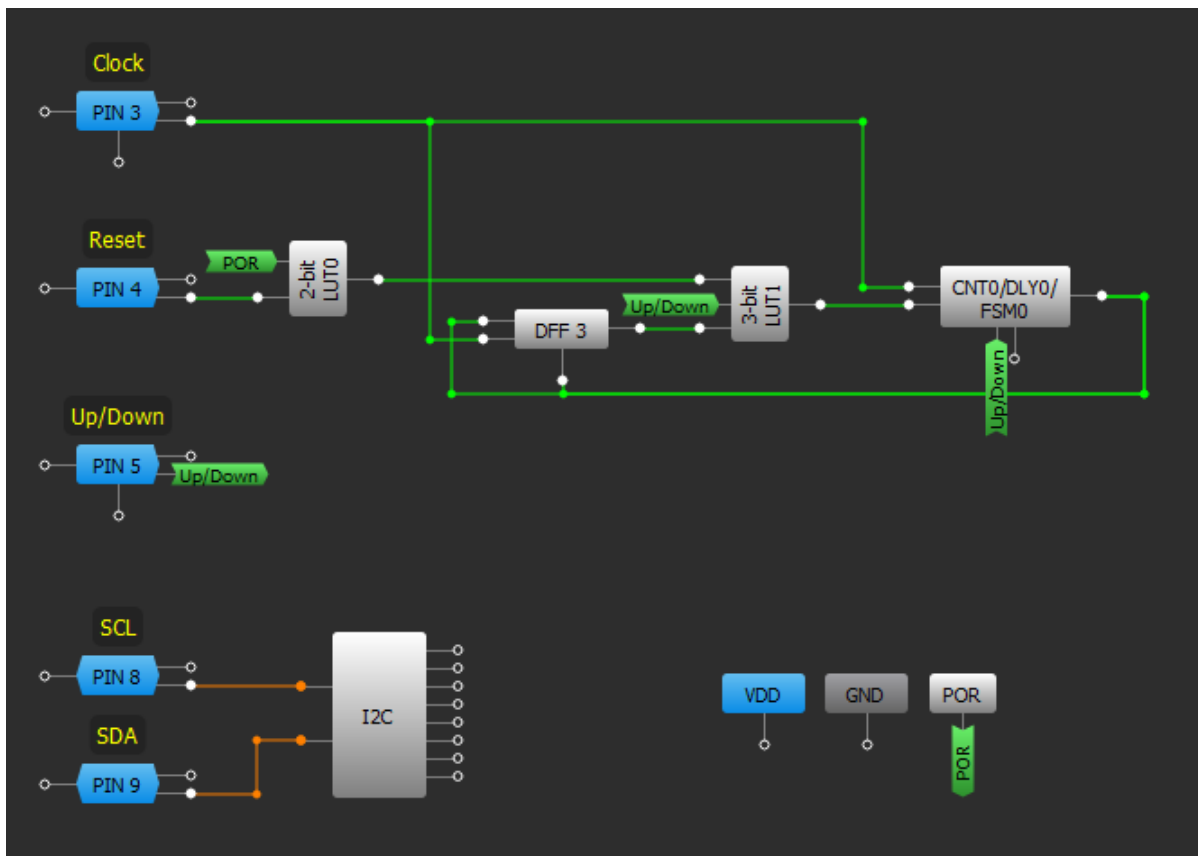 Clock
PIN 3
Reset
POR
PIN 4
2-bit
LUT0
DFF 3
Up/Down
3-bit
LUT1
CNT0/DLY0/
FSM0
Up/Down
Up/Down
PIN 5
Up/Down
SCL
PIN 8
I2C
SDA
PIN 9
VDD
GND
POR
POR